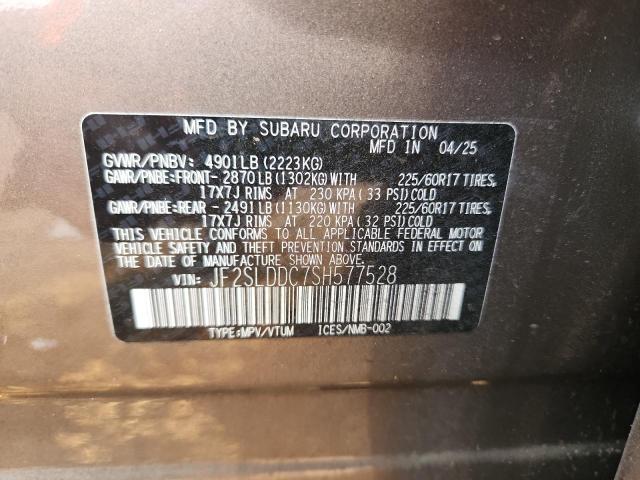 MFD BY SUBARU CORPORATION
MFD IN 04/25
GVWR/PNBV: 4901LB (2223KG)
GAWR/PNBE:FRONT- 2870LB (1302KG) WITH 225/60R17 TIRES,
17X7J RIMS AT 230 KPA ( 33 PSI) COLD
GAWR/PNBE:REAR - 2491LB (1130KG) WITH 225/60R17 TIRES,
17X7J RIMS AT 220 KPA ( 32 PSI) COLD
THIS VEHICLE CONFORMS TO ALL APPLICABLE FEDERAL MOTOR
VEHICLE SAFETY AND THEFT PREVENTION STANDARDS IN EFFECT ON
THE DATE OF MANUFACTURE SHOWN ABOVE.
VIN: JF2SLDDC7SH577528
TYPE:MPV/VTUM ICES/NMB-002